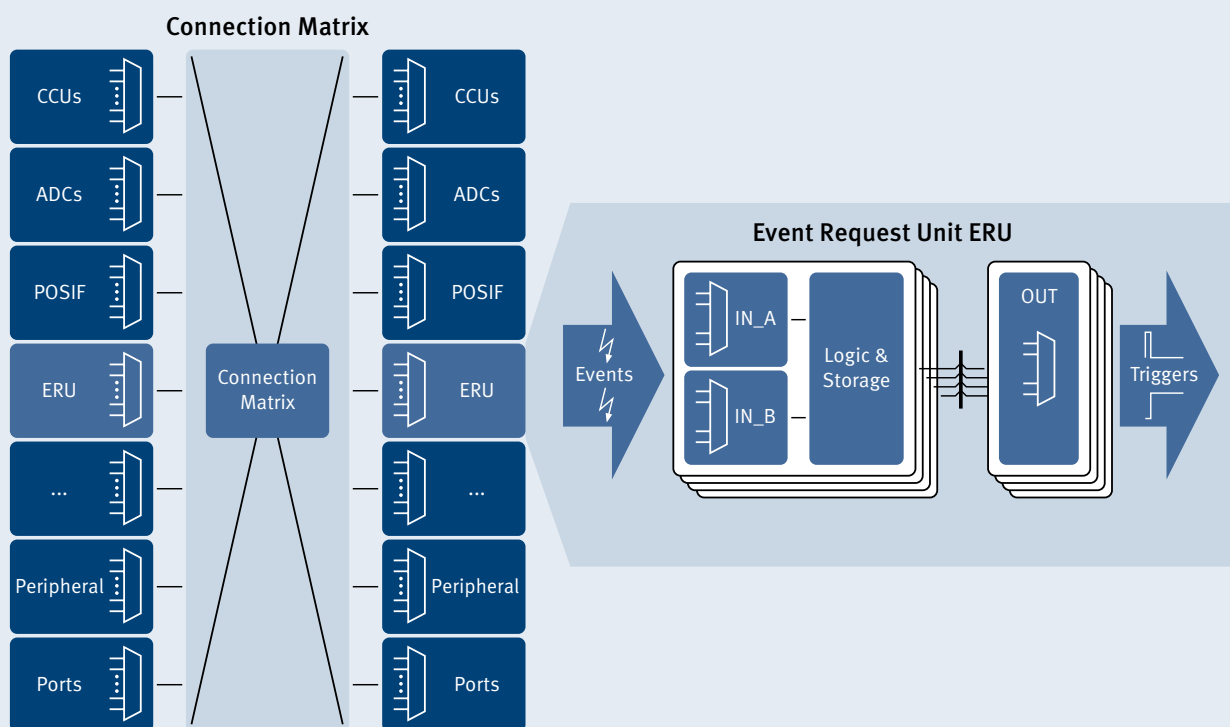 Connection Matrix
CCUs
ADCs
POSIF
ERU
...
Peripheral
Ports
Connection
Matrix
CCUs
ADCs
POSIF
ERU
...
Peripheral
Ports
Event Request Unit ERU
Events
IN_A
IN_B
Logic &
Storage
OUT
Triggers